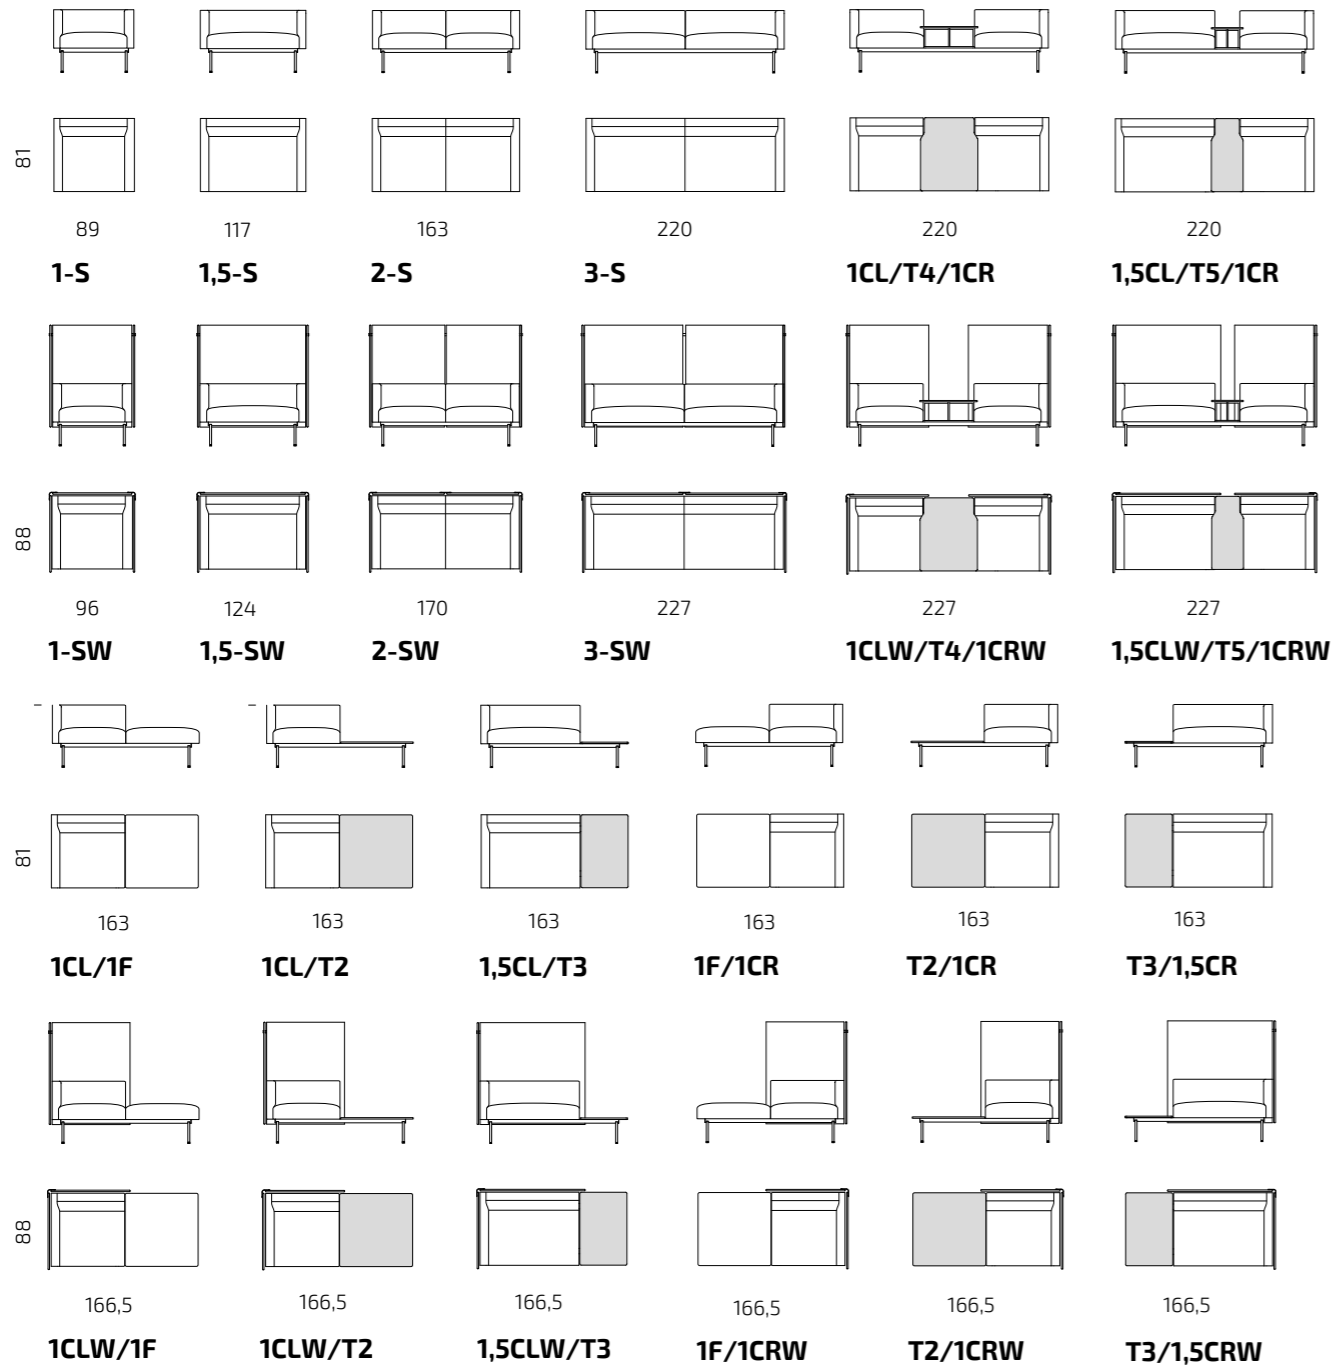 81
89 117 163 220 220 220
1-S 1,5-S 2-S 3-S 1CL/T4/1CR 1,5CL/T5/1CR
88
96 124 170 227 227 227
1-SW 1,5-SW 2-SW 3-SW 1CLW/T4/1CRW 1,5CLW/T5/1CRW
81
163 163 163 163 163 163
1CL/1F 1CL/T2 1,5CL/T3 1F/1CR T2/1CR T3/1,5CR
88
166,5 166,5 166,5 166,5 166,5 166,5
1CLW/1F 1CLW/T2 1,5CLW/T3 1F/1CRW T2/1CRW T3/1,5CRW